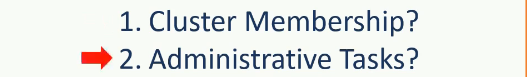 1. Cluster Membership?
2. Administrative Tasks?